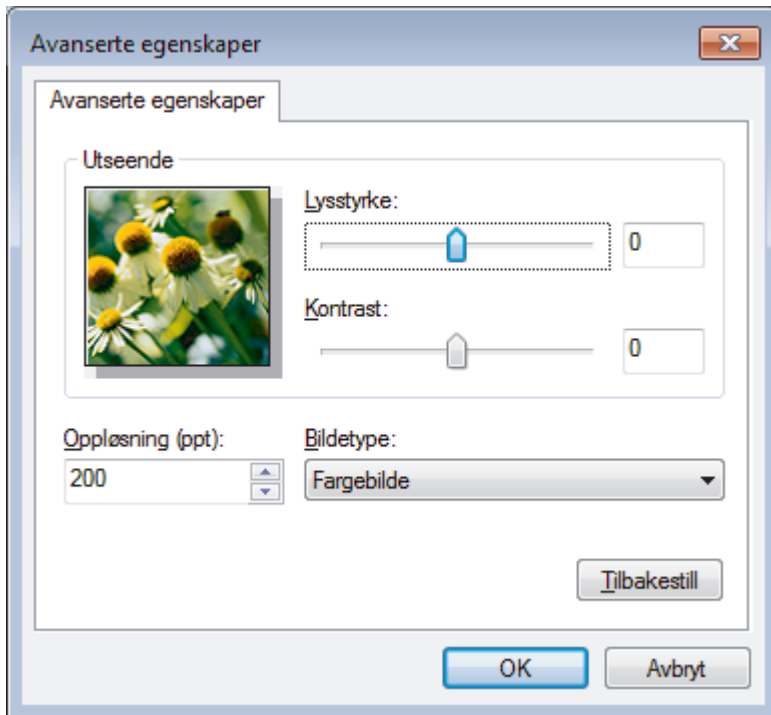 Avanserte egenskaper
Avanserte egenskaper
Utseende
Lysstyrke:
0
Kontrast:
0
Oppløsning (ppt):
200
Bildetype:
Fargebilde
Tilbakestill
OK
Avbryt